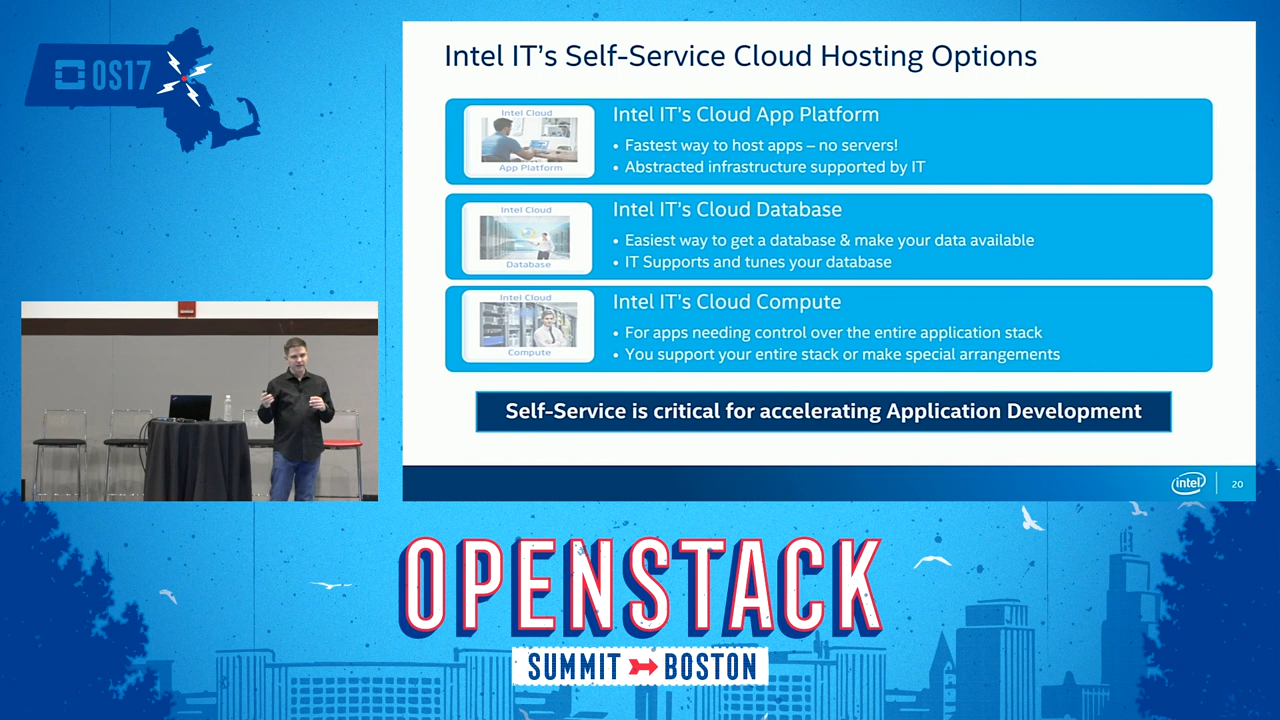 OS17
Intel IT's Self-Service Cloud Hosting Options
Intel Cloud
App Platform
Intel IT's Cloud App Platform
• Fastest way to host apps – no servers!
• Abstracted infrastructure supported by IT
Intel Cloud
Database
Intel IT's Cloud Database
• Easiest way to get a database & make your data available
• IT Supports and tunes your database
Intel Cloud
Compute
Intel IT's Cloud Compute
• For apps needing control over the entire application stack
• You support your entire stack or make special arrangements
Self-Service is critical for accelerating Application Development
intel
20
OPENSTACK
SUMMIT BOSTON